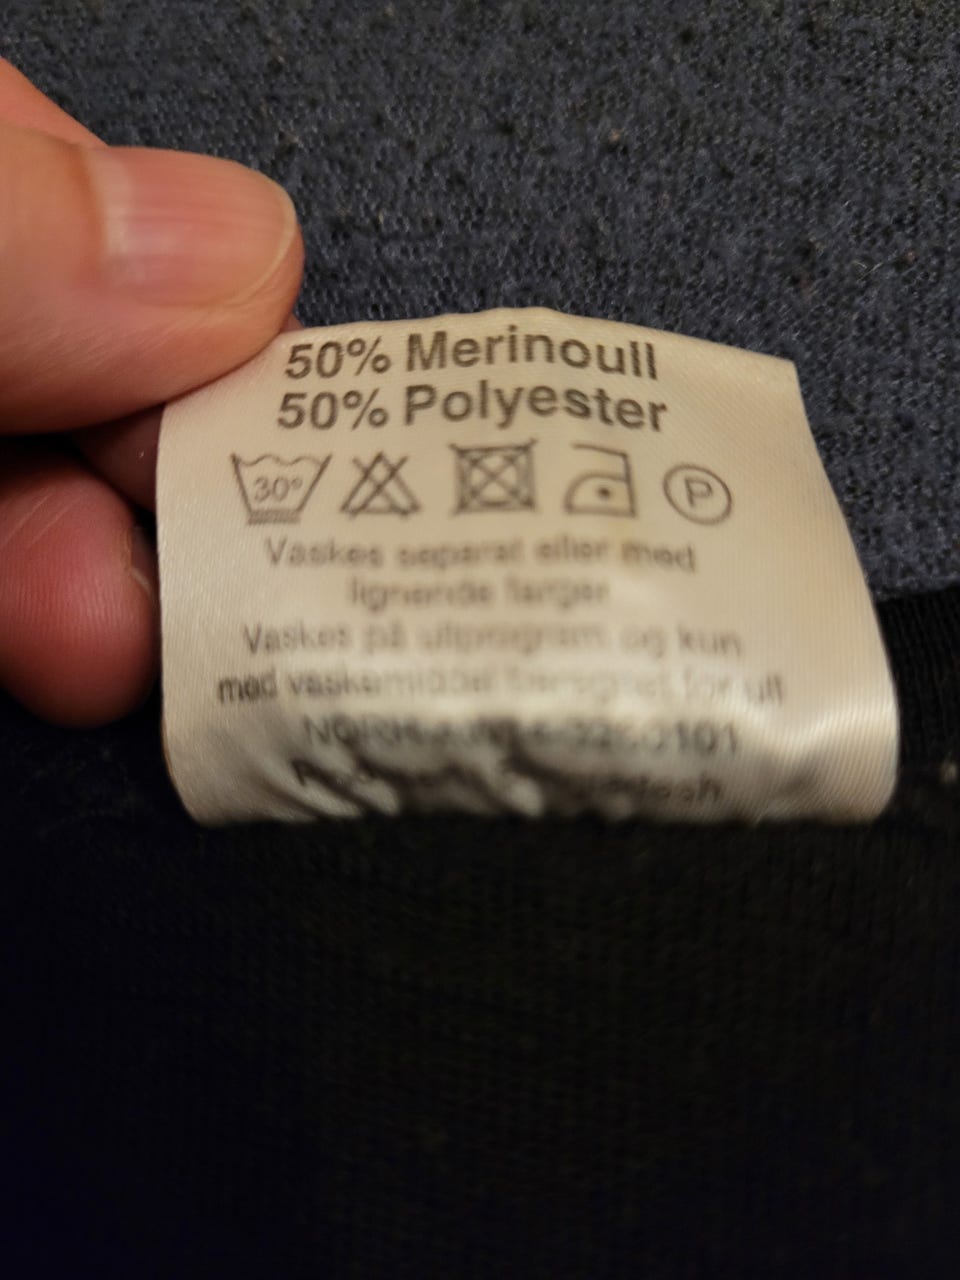 50% Merinoull
50% Polyester
30° P
Vaskes separat eller med
lignende farger
Vaskes på ullprogram og kun
med vaskemiddel beregnet for ull